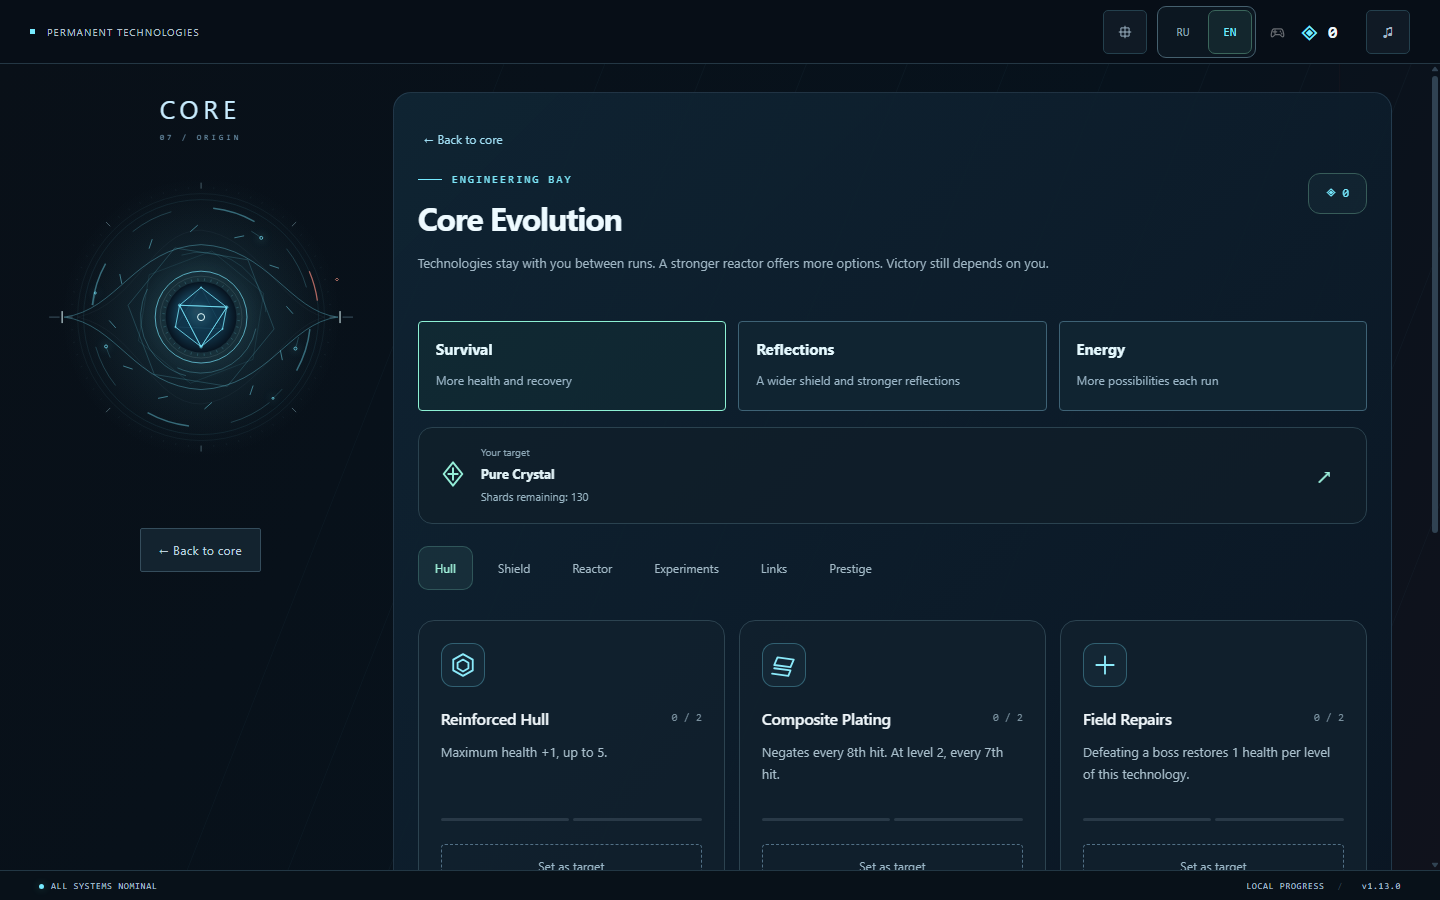 PERMANENT TECHNOLOGIES
RU
EN
0
CORE
07 / ORIGIN
← Back to core
← Back to core
ENGINEERING BAY
0
Core Evolution
Technologies stay with you between runs. A stronger reactor offers more options. Victory still depends on you.
Survival
More health and recovery
Reflections
A wider shield and stronger reflections
Energy
More possibilities each run
Your target
Pure Crystal
Shards remaining: 130
Hull
Shield
Reactor
Experiments
Links
Prestige
Reinforced Hull
0 / 2
Maximum health +1, up to 5.
Set as target
Composite Plating
0 / 2
Negates every 8th hit. At level 2, every 7th
hit.
Set as target
Field Repairs
0 / 2
Defeating a boss restores 1 health per level
of this technology.
Set as target
ALL SYSTEMS NOMINAL
LOCAL PROGRESS / v1.13.0